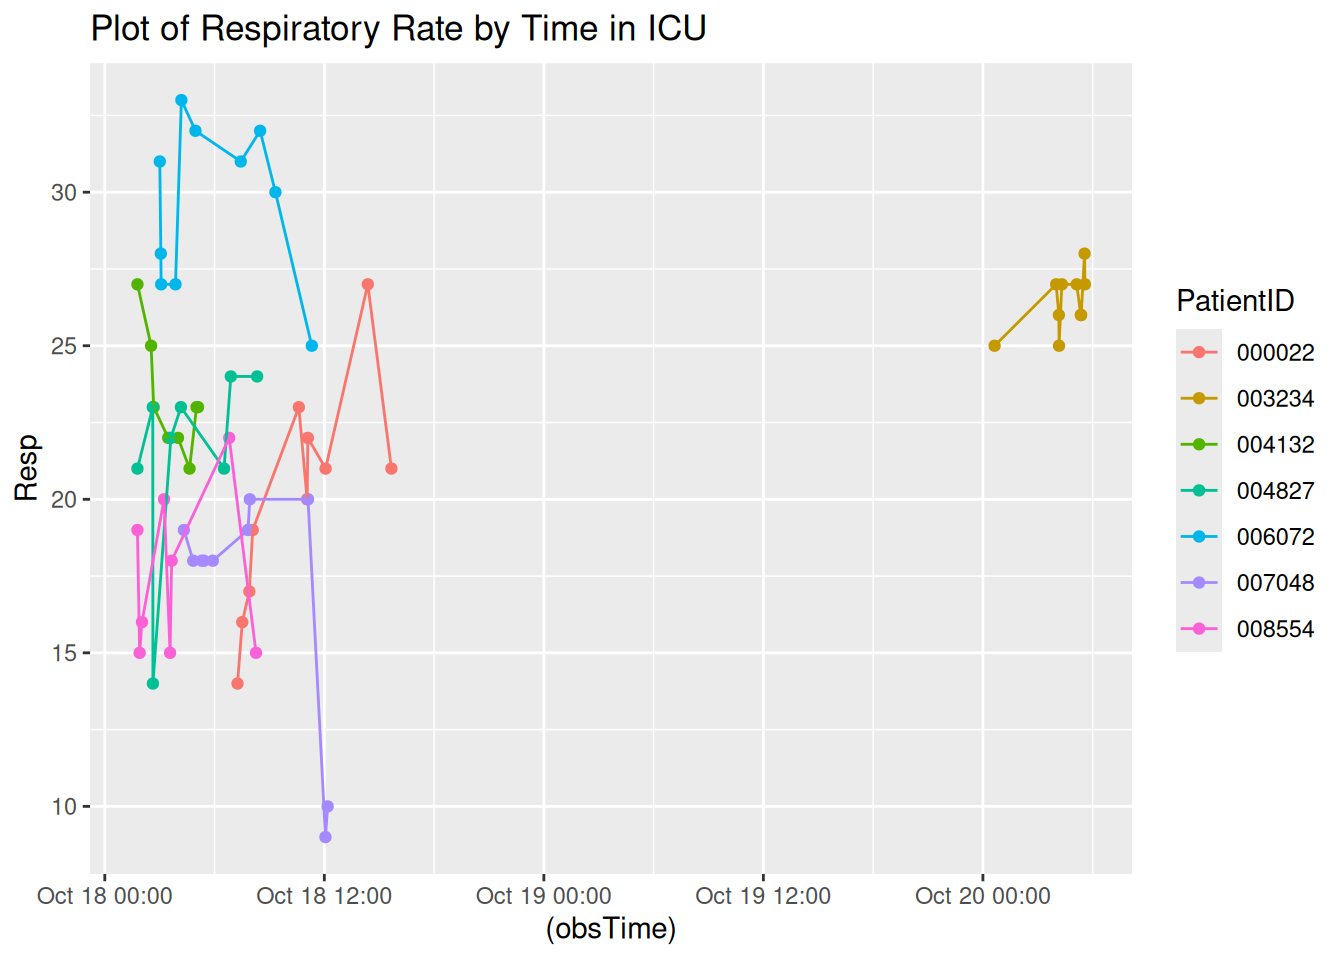 Plot of Respiratory Rate by Time in ICU
Resp
30
25
20
15
10
Oct 18 00:00
Oct 18 12:00
Oct 19 00:00
Oct 19 12:00
Oct 20 00:00
(obsTime)
PatientID
000022
003234
004132
004827
006072
007048
008554